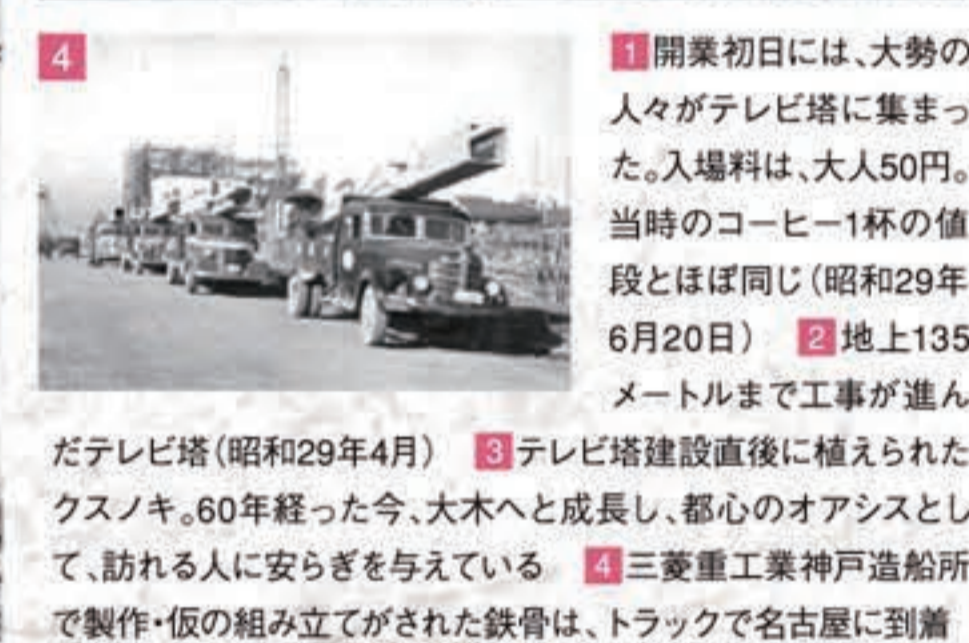 4
1 開業初日には、大勢の
人々がテレビ塔に集まっ
た。入場料は、大人50円。
当時のコーヒー1杯の値
段とほぼ同じ（昭和29年
6月20日） 2 地上135
メートルまで工事が進ん
だテレビ塔（昭和29年4月） 3 テレビ塔建設直後に植えられた
クスノキ。60年経った今、大木へと成長し、都心のオアシスとし
て、訪れる人に安らぎを与えている 4 三菱重工業神戸造船所
で製作・仮の組み立てがされた鉄骨は、トラックで名古屋に到着